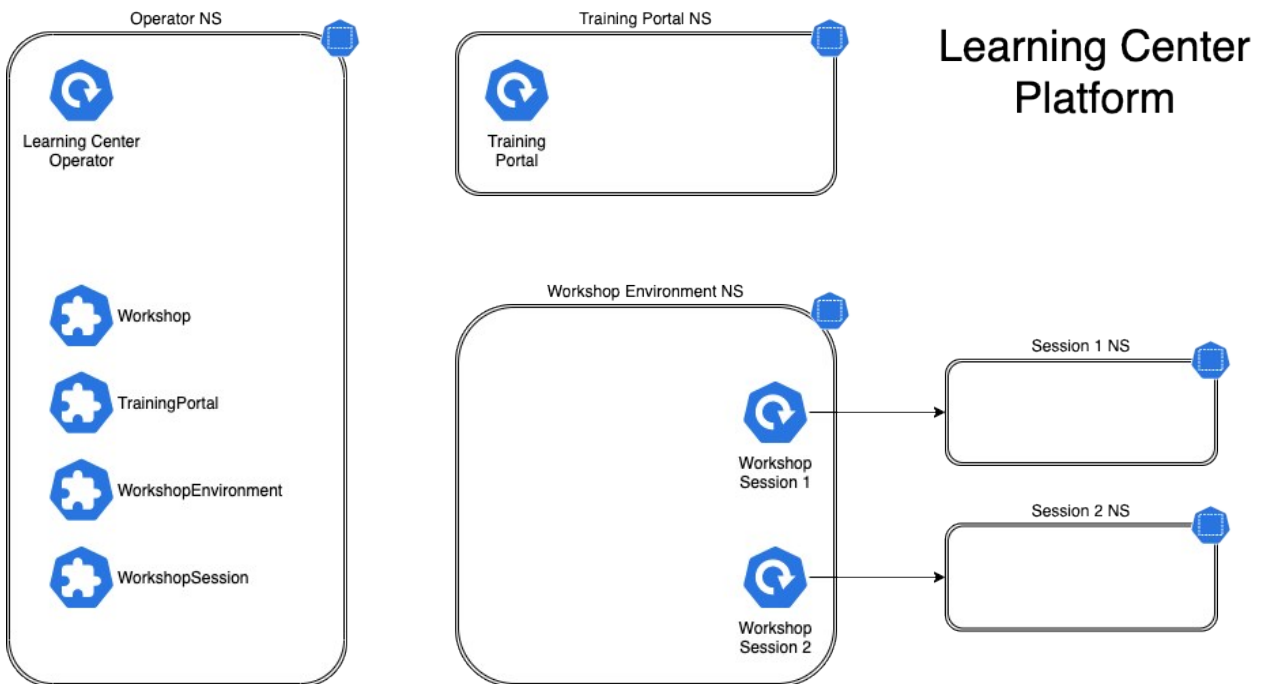 Operator NS
Training Portal NS
Learning Center
Platform
Learning Center
Operator
Training
Portal
Workshop
TrainingPortal
WorkshopEnvironment
WorkshopSession
Workshop Environment NS
Workshop
Session 1
Workshop
Session 2
Session 1 NS
Session 2 NS